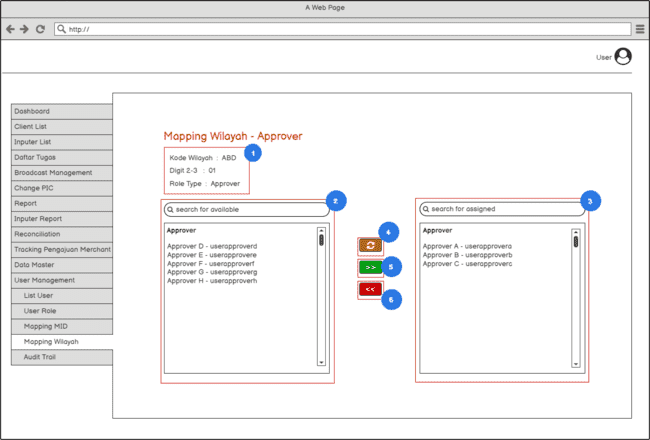 A Web Page
http://
User
Dashboard
Client List
Inputer List
Daftar Tugas
Broadcast Management
Change PIC
Report
Inputer Report
Reconciliation
Tracking Pengajuan Merchant
Data Master
User Management
List User
User Role
Mapping MID
Mapping Wilayah
Audit Trail
Mapping Wilayah - Approver
1
Kode Wilayah : ABD
Digit 2-3 : 01
Role Type : Approver
2
search for available
Approver
Approver D - userapproverd
Approver E - userapprovere
Approver F - userapproverf
Approver G - userapproverg
Approver H - userapproverh
4
>>
5
<<
6
3
search for assigned
Approver
Approver A - userapprovera
Approver B - userapproverb
Approver C - userapproverc